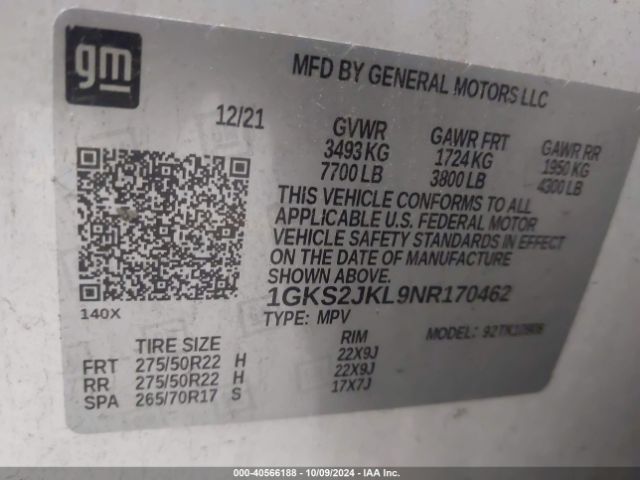 gm
MFD BY GENERAL MOTORS LLC
12/21
GVWR GAWR FRT GAWR RR
3493 KG 1724 KG 1950 KG
7700 LB 3800 LB 4300 LB
THIS VEHICLE CONFORMS TO ALL
APPLICABLE U.S. FEDERAL MOTOR
VEHICLE SAFETY STANDARDS IN EFFECT
ON THE DATE OF MANUFACTURE
SHOWN ABOVE.
1GKS2JKL9NR170462
TYPE: MPV MODEL:
140X
TIRE SIZE RIM
FRT 275/50R22 H 22X9J
RR 275/50R22 H 22X9J
SPA 265/70R17 S 17X7J
000-40566188 - 10/09/2024 - IAA Inc.